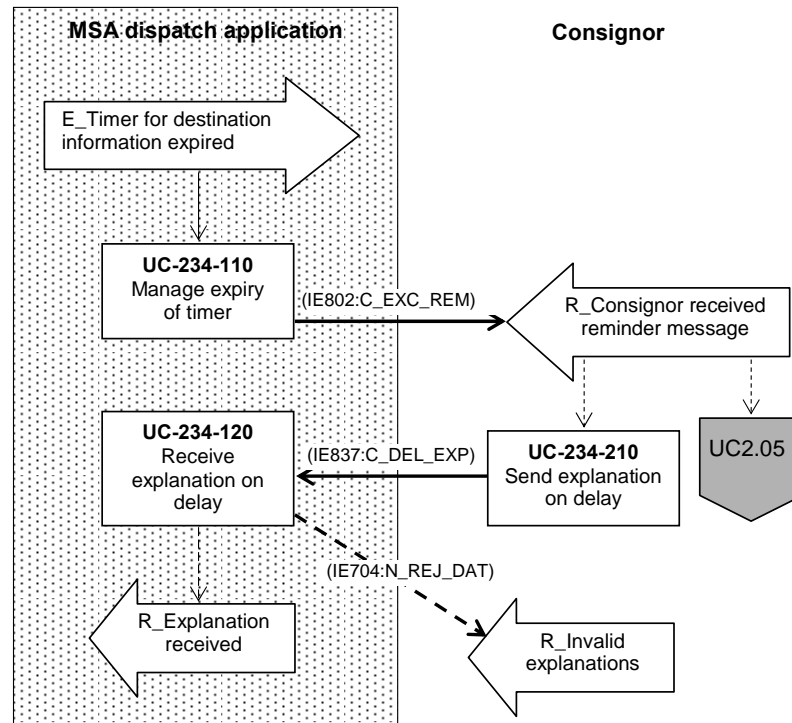 MSA dispatch application
Consignor
E_Timer for destination
information expired
UC-234-110
Manage expiry
of timer
(IE802:C_EXC_REM)
R_Consignor received
reminder message
UC-234-120
Receive
explanation on
delay
(IE837:C_DEL_EXP)
UC-234-210
Send explanation
on delay
UC2.05
(IE704:N_REJ_DAT)
R_Explanation
received
R_Invalid
explanations